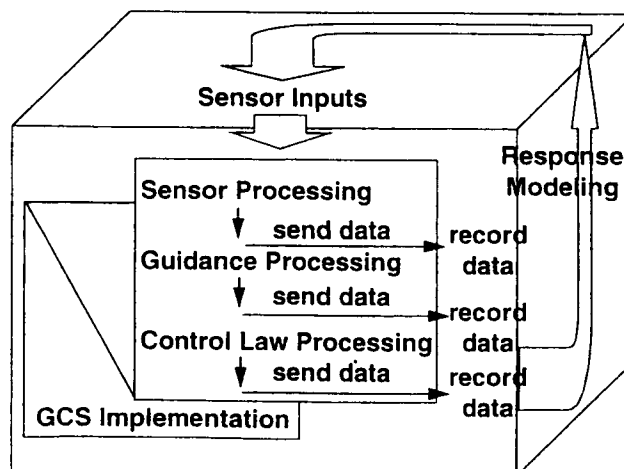 Sensor Inputs
Response
Modeling
Sensor Processing
send data
record
data
Guidance Processing
send data
record
data
Control Law Processing
send data
record
data
GCS Implementation